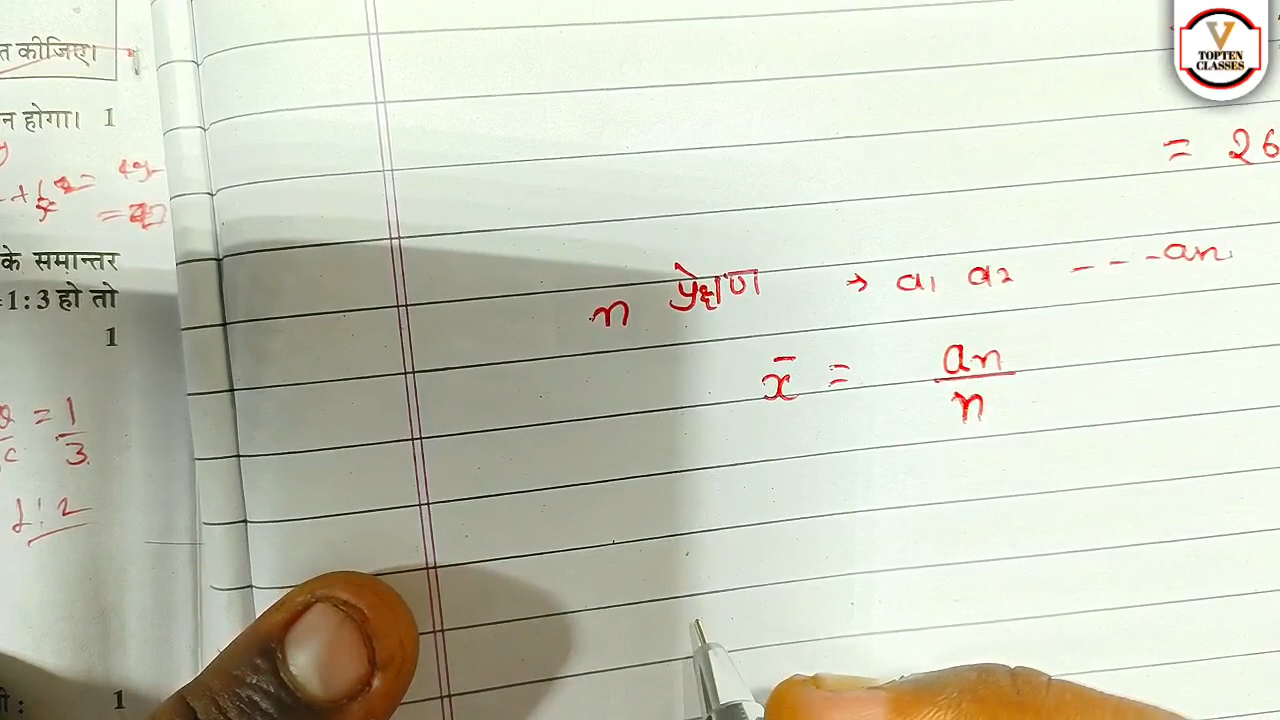 त कीजिए।
न होगा। 1
के समान्तर
=1:3 हो तो
1
= 1/3
1:2
1
V
TOPTEN
CLASSES
= 26
n प्रेक्षण → a₁ a₂ - - - an
x̄ = an/n